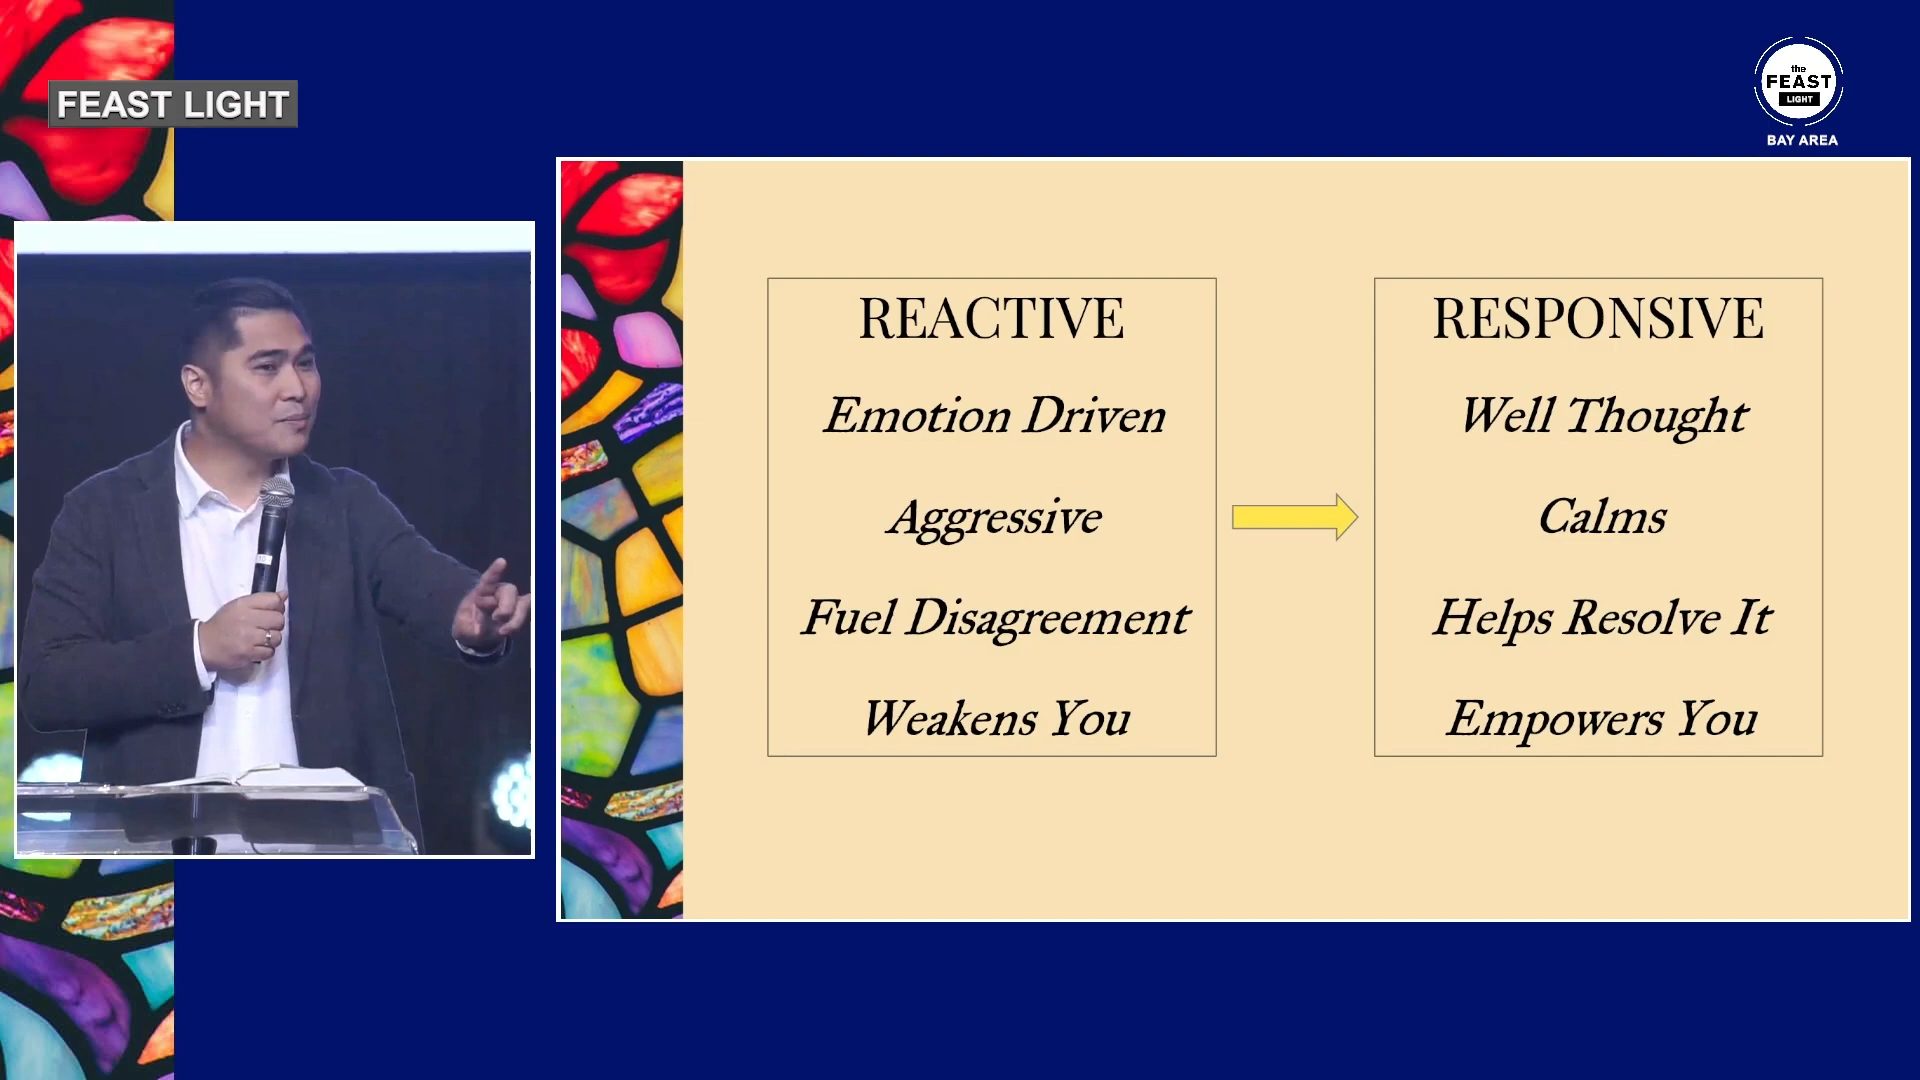 FEAST LIGHT
the
FEAST
LIGHT
BAY AREA
REACTIVE
Emotion Driven
Aggressive
Fuel Disagreement
Weakens You
RESPONSIVE
Well Thought
Calms
Helps Resolve It
Empowers You